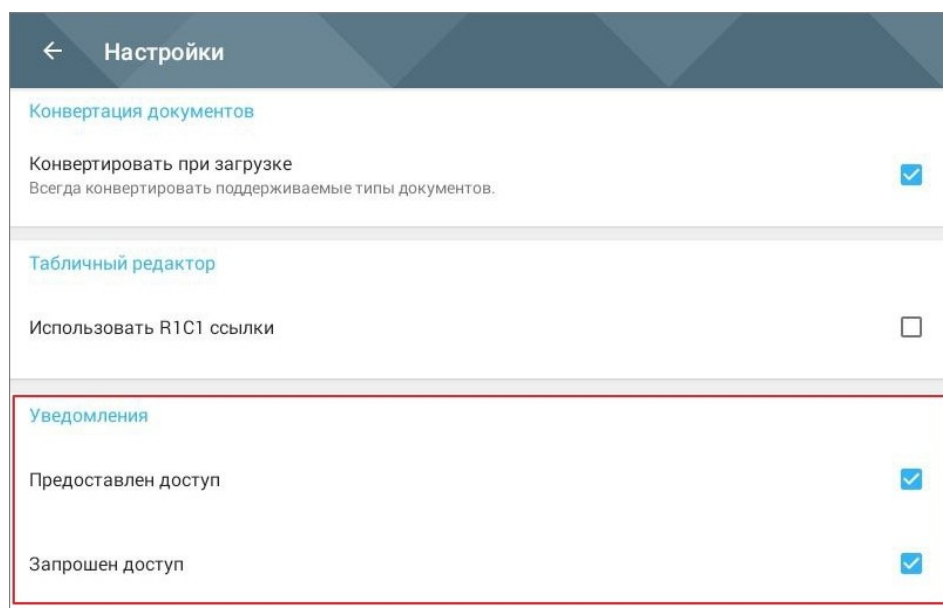 Настройки
Конвертация документов
Конвертировать при загрузке
Всегда конвертировать поддерживаемые типы документов.
Табличный редактор
Использовать R1C1 ссылки
Уведомления
Предоставлен доступ
Запрошен доступ